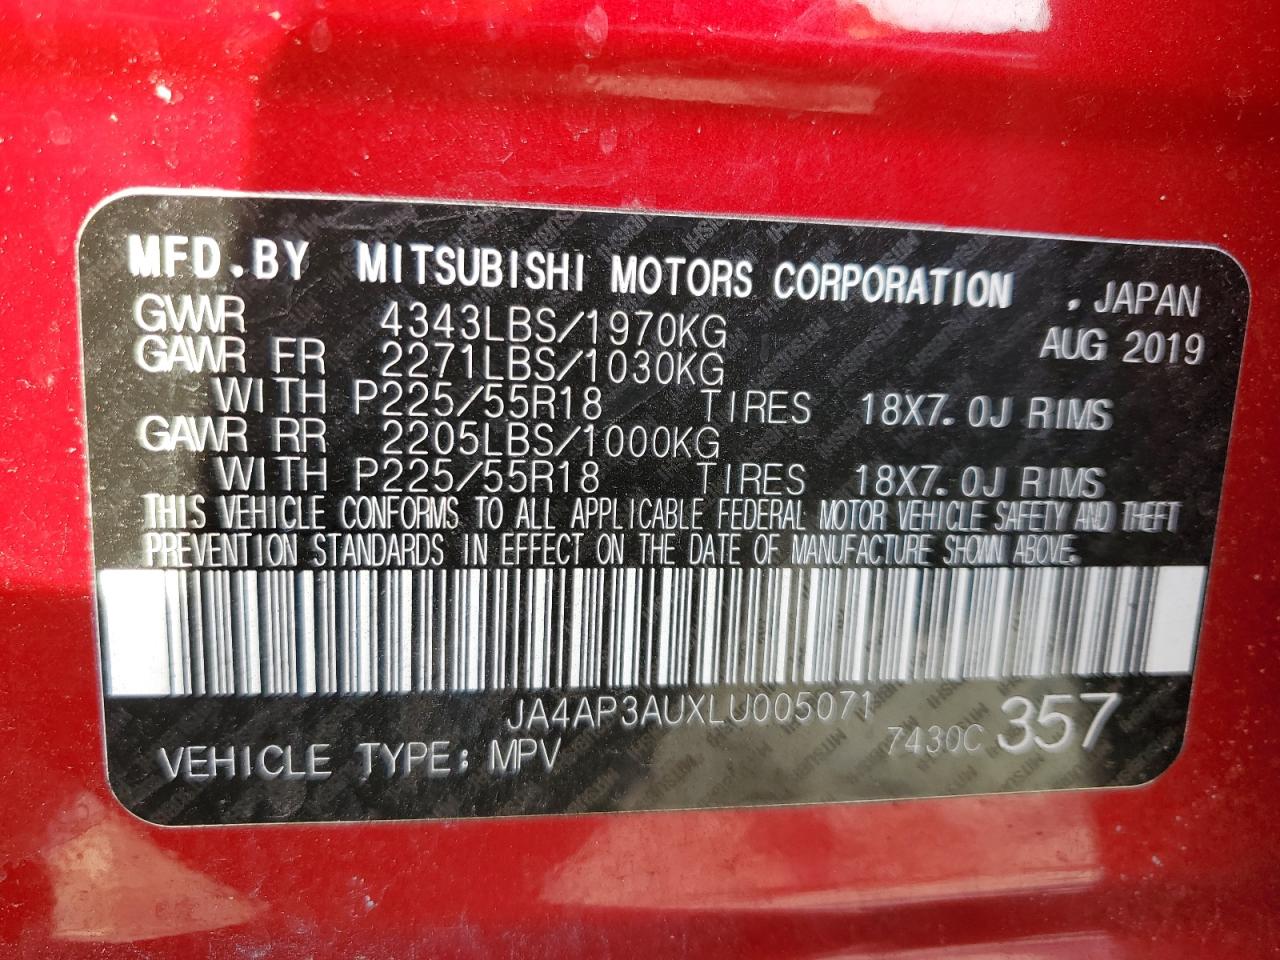 MFD.BY MITSUBISHI MOTORS CORPORATION . JAPAN
GVWR 4343LBS/1970KG AUG 2019
GAWR FR 2271LBS/1030KG
WITH P225/55R18 TIRES 18X7.0J RIMS
GAWR RR 2205LBS/1000KG
WITH P225/55R18 TIRES 18X7.0J RIMS
THIS VEHICLE CONFORMS TO ALL APPLICABLE FEDERAL MOTOR VEHICLE SAFETY AND THEFT
PREVENTION STANDARDS IN EFFECT ON THE DATE OF MANUFACTURE SHOWN ABOVE.
JA4AP3AUXLU005071
VEHICLE TYPE: MPV 7430C 357